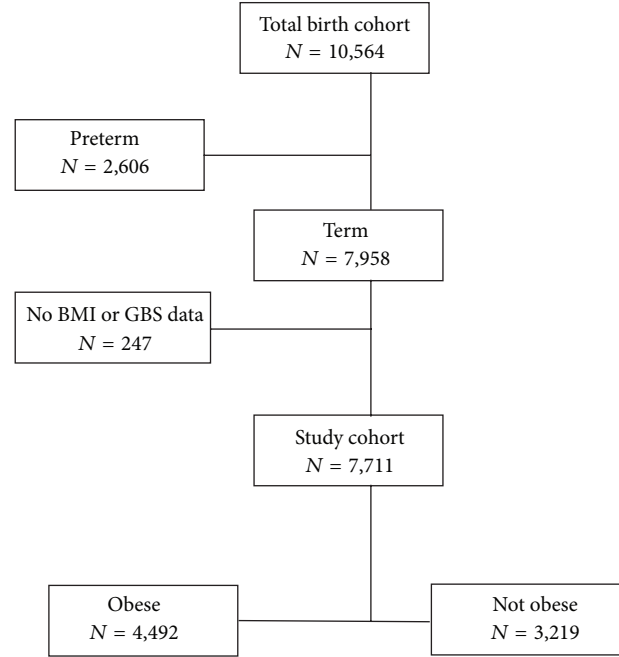 Total birth cohort
N = 10,564
Preterm
N = 2,606
Term
N = 7,958
No BMI or GBS data
N = 247
Study cohort
N = 7,711
Obese
N = 4,492
Not obese
N = 3,219